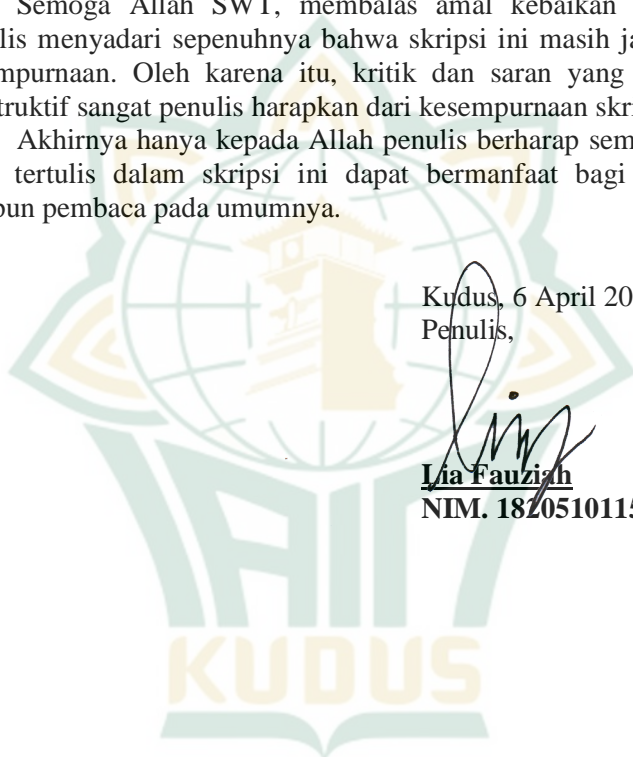 Semoga Allah SWT, membalas amal kebaikan
lis menyadari sepenuhnya bahwa skripsi ini masih ja
mpurnaan. Oleh karena itu, kritik dan saran yang
truktif sangat penulis harapkan dari kesempurnaan skri
Akhirnya hanya kepada Allah penulis berharap sem
tertulis dalam skripsi ini dapat bermanfaat bagi
pun pembaca pada umumnya.
Kudus, 6 April 20
Penulis,
Lia Fauziah
NIM. 1820510115
IAIN
KUDUS